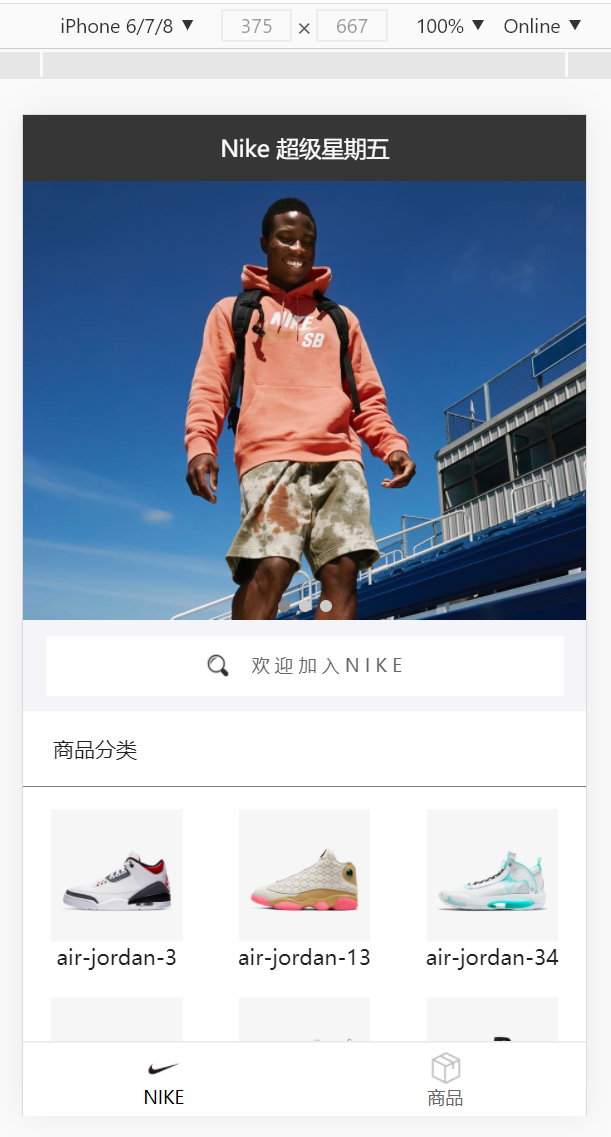 iPhone 6/7/8 ▼ 375 × 667 100% ▼ Online ▼
Nike 超级星期五
NIKE
SB
欢迎加入NIKE
商品分类
air-jordan-3 air-jordan-13 air-jordan-34
NIKE 商品